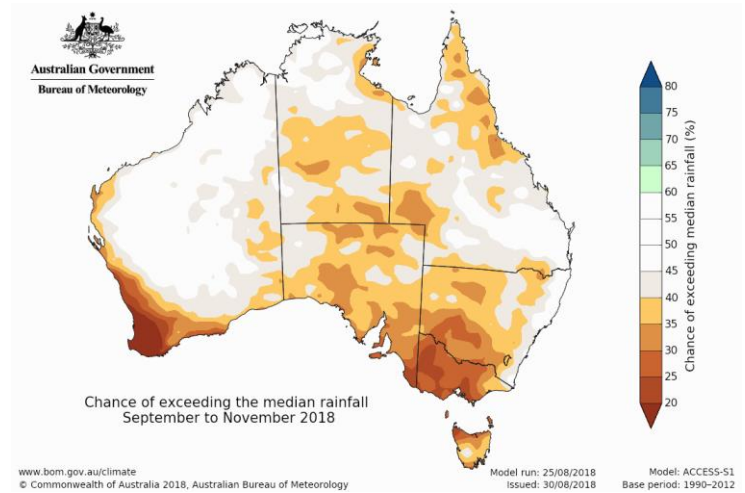 Australian Government
Bureau of Meteorology
80
75
70
65
60
55
50
45
40
35
30
25
20
Chance of exceeding median rainfall (%)
Chance of exceeding the median rainfall
September to November 2018
www.bom.gov.au/climate
© Commonwealth of Australia 2018, Australian Bureau of Meteorology
Model run: 25/08/2018
Issued: 30/08/2018
Model: ACCESS-S1
Base period: 1990–2012